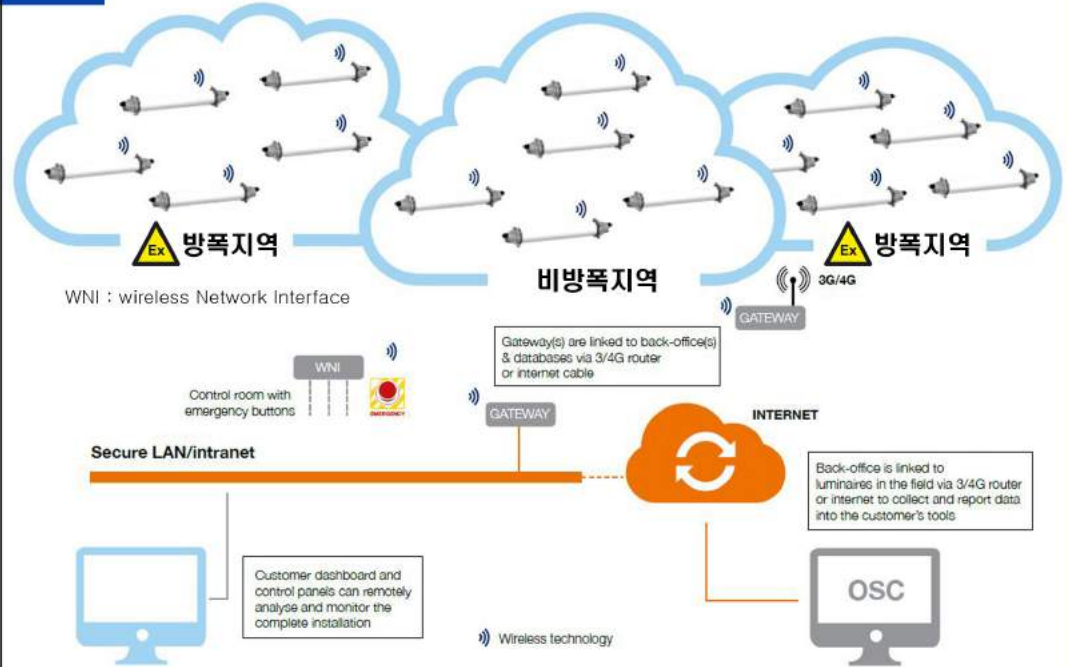 Ex 방폭지역
Ex 방폭지역
비방폭지역
3G/4G
WNI : wireless Network Interface
GATEWAY
Gateway(s) are linked to back-office(s)
& databases via 3/4G router
or internet cable
WNI
Control room with
emergency buttons
EMERGENCY
GATEWAY
INTERNET
Secure LAN/intranet
Back-office is linked to
luminaires in the field via 3/4G router
or internet to collect and report data
into the customer's tools
Customer dashboard and
control panels can remotely
analyse and monitor the
complete installation
OSC
Wireless technology